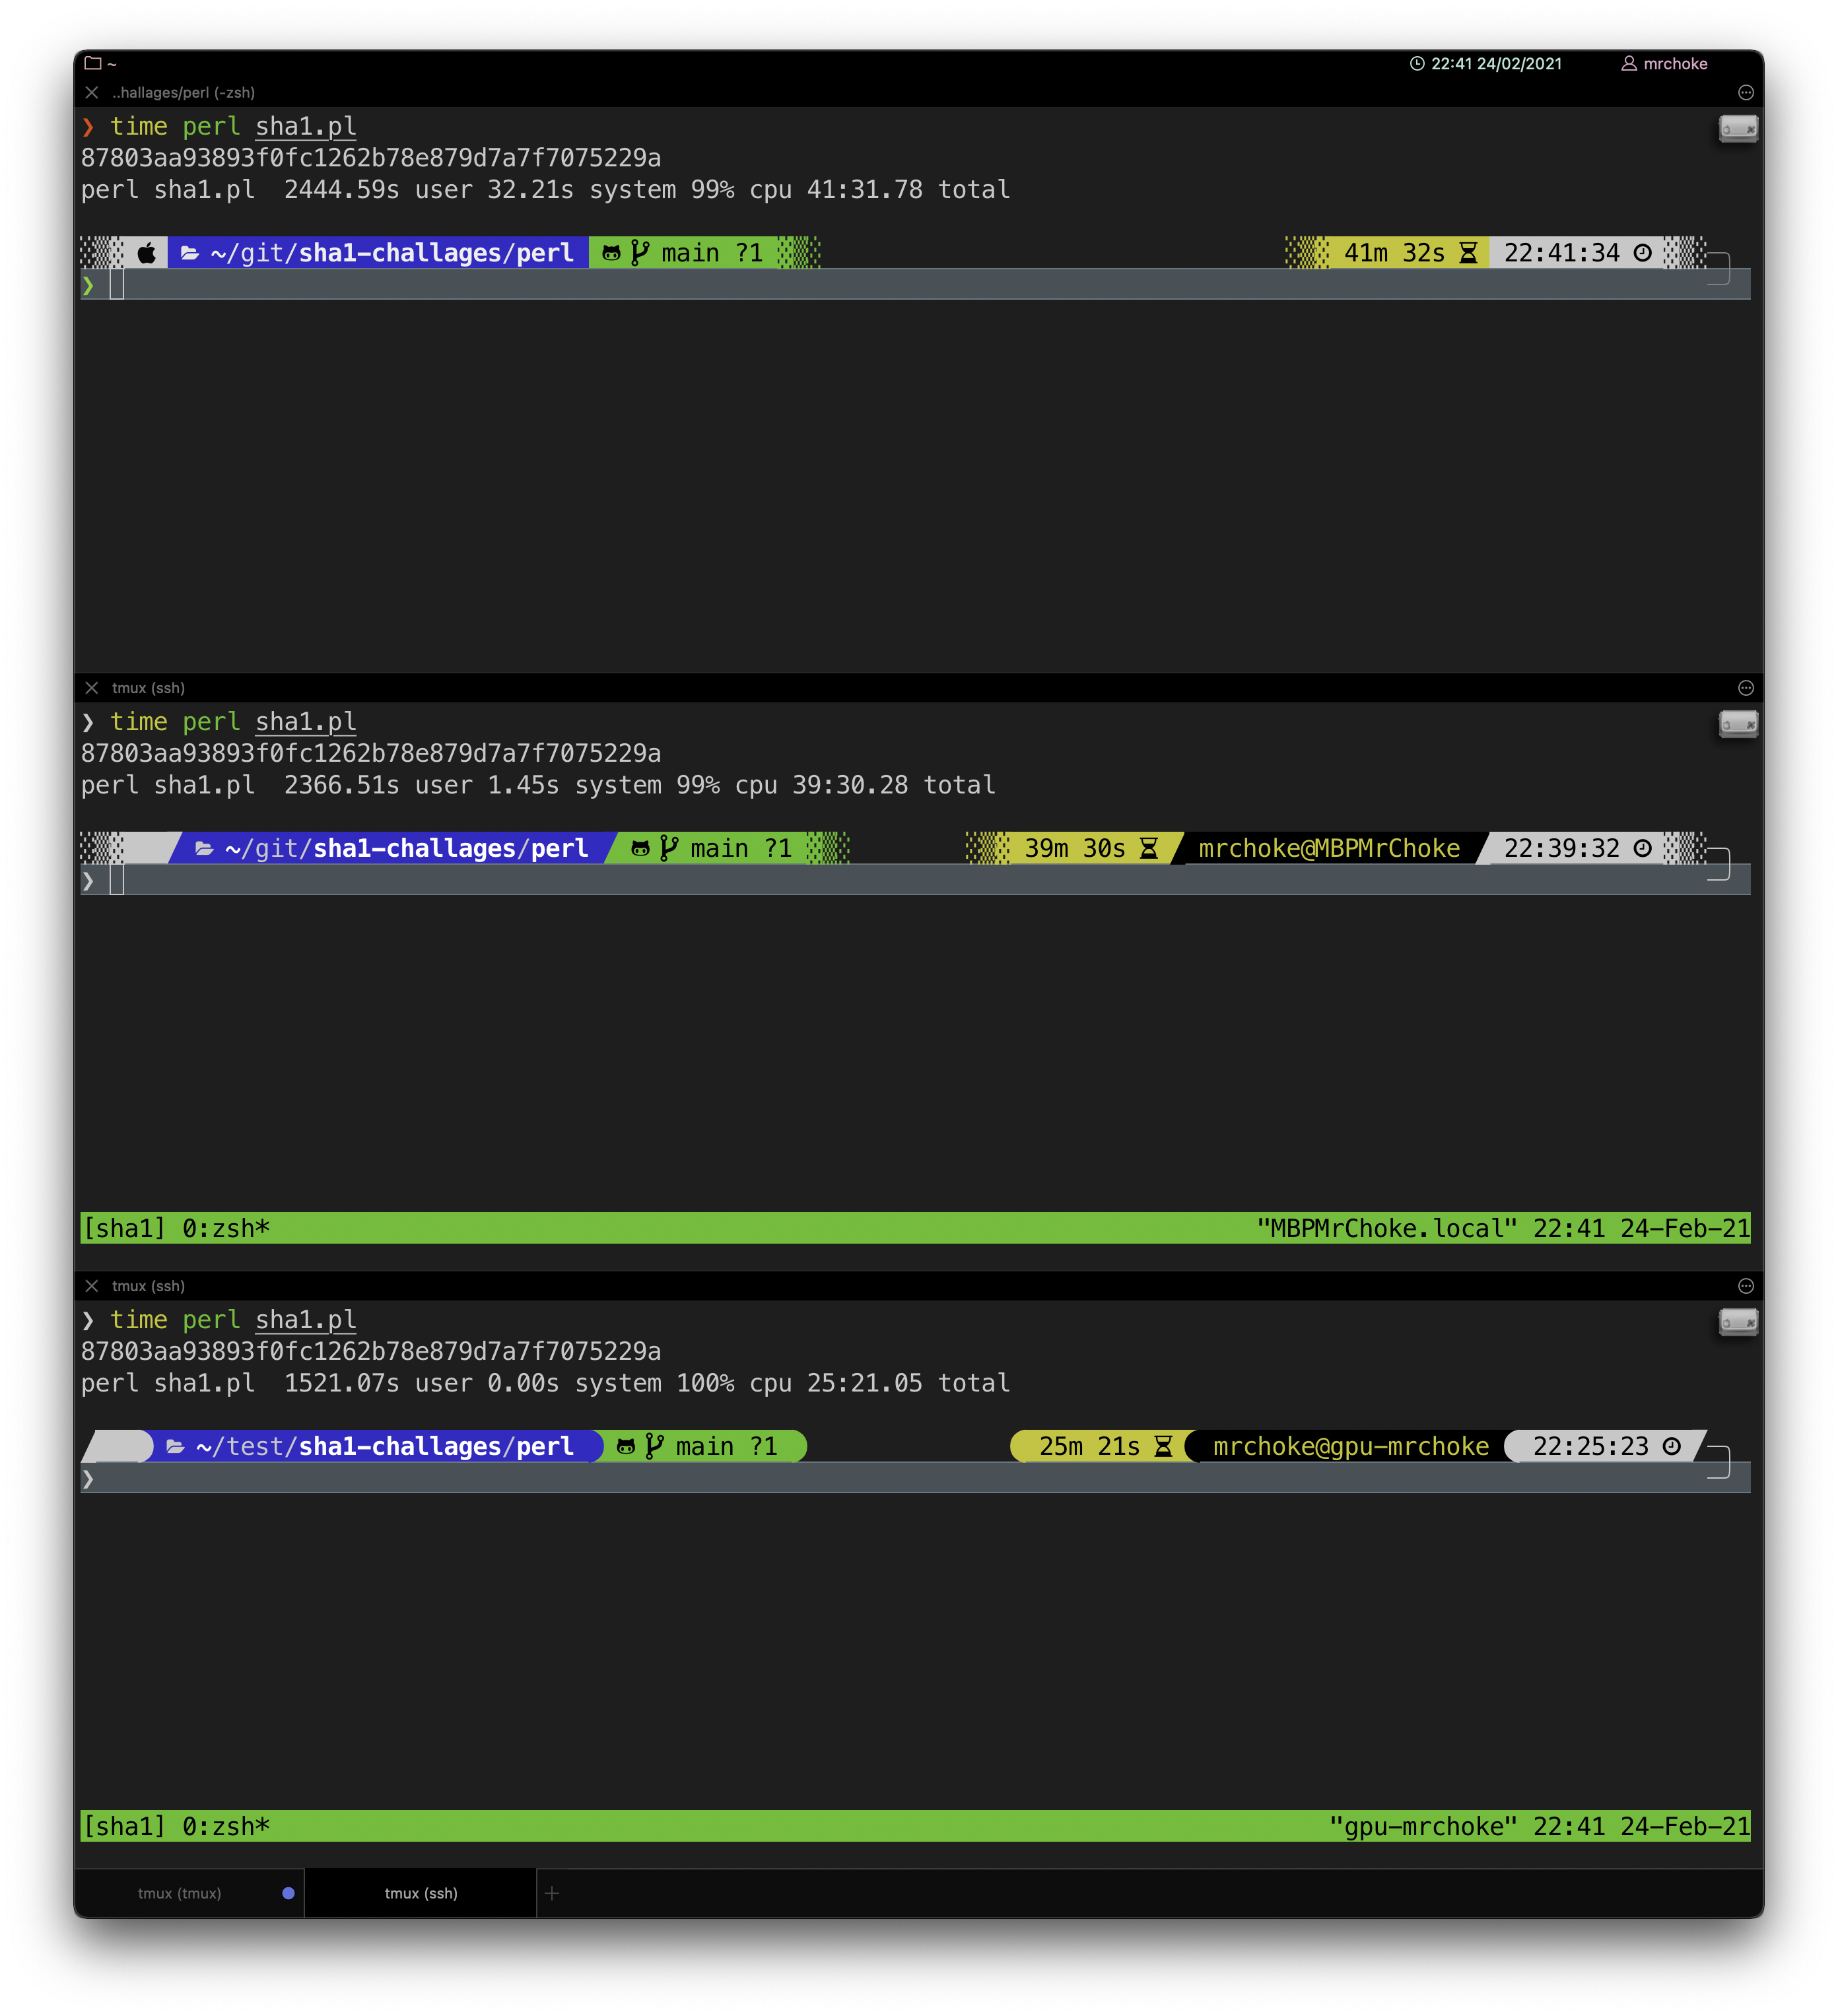 ~ 22:41 24/02/2021 mrchoke
..hallages/perl (-zsh)
❯ time perl sha1.pl
87803aa93893f0fc1262b78e879d7a7f7075229a
perl sha1.pl  2444.59s user 32.21s system 99% cpu 41:31.78 total
~/git/sha1-challages/perl main ?1 41m 32s 22:41:34
❯
tmux (ssh)
❯ time perl sha1.pl
87803aa93893f0fc1262b78e879d7a7f7075229a
perl sha1.pl  2366.51s user 1.45s system 99% cpu 39:30.28 total
~/git/sha1-challages/perl main ?1 39m 30s mrchoke@MBPMrChoke 22:39:32
❯
[sha1] 0:zsh* "MBPMrChoke.local" 22:41 24-Feb-21
tmux (ssh)
❯ time perl sha1.pl
87803aa93893f0fc1262b78e879d7a7f7075229a
perl sha1.pl  1521.07s user 0.00s system 100% cpu 25:21.05 total
~/test/sha1-challages/perl main ?1 25m 21s mrchoke@gpu-mrchoke 22:25:23
❯
[sha1] 0:zsh* "gpu-mrchoke" 22:41 24-Feb-21
tmux (tmux) tmux (ssh) +